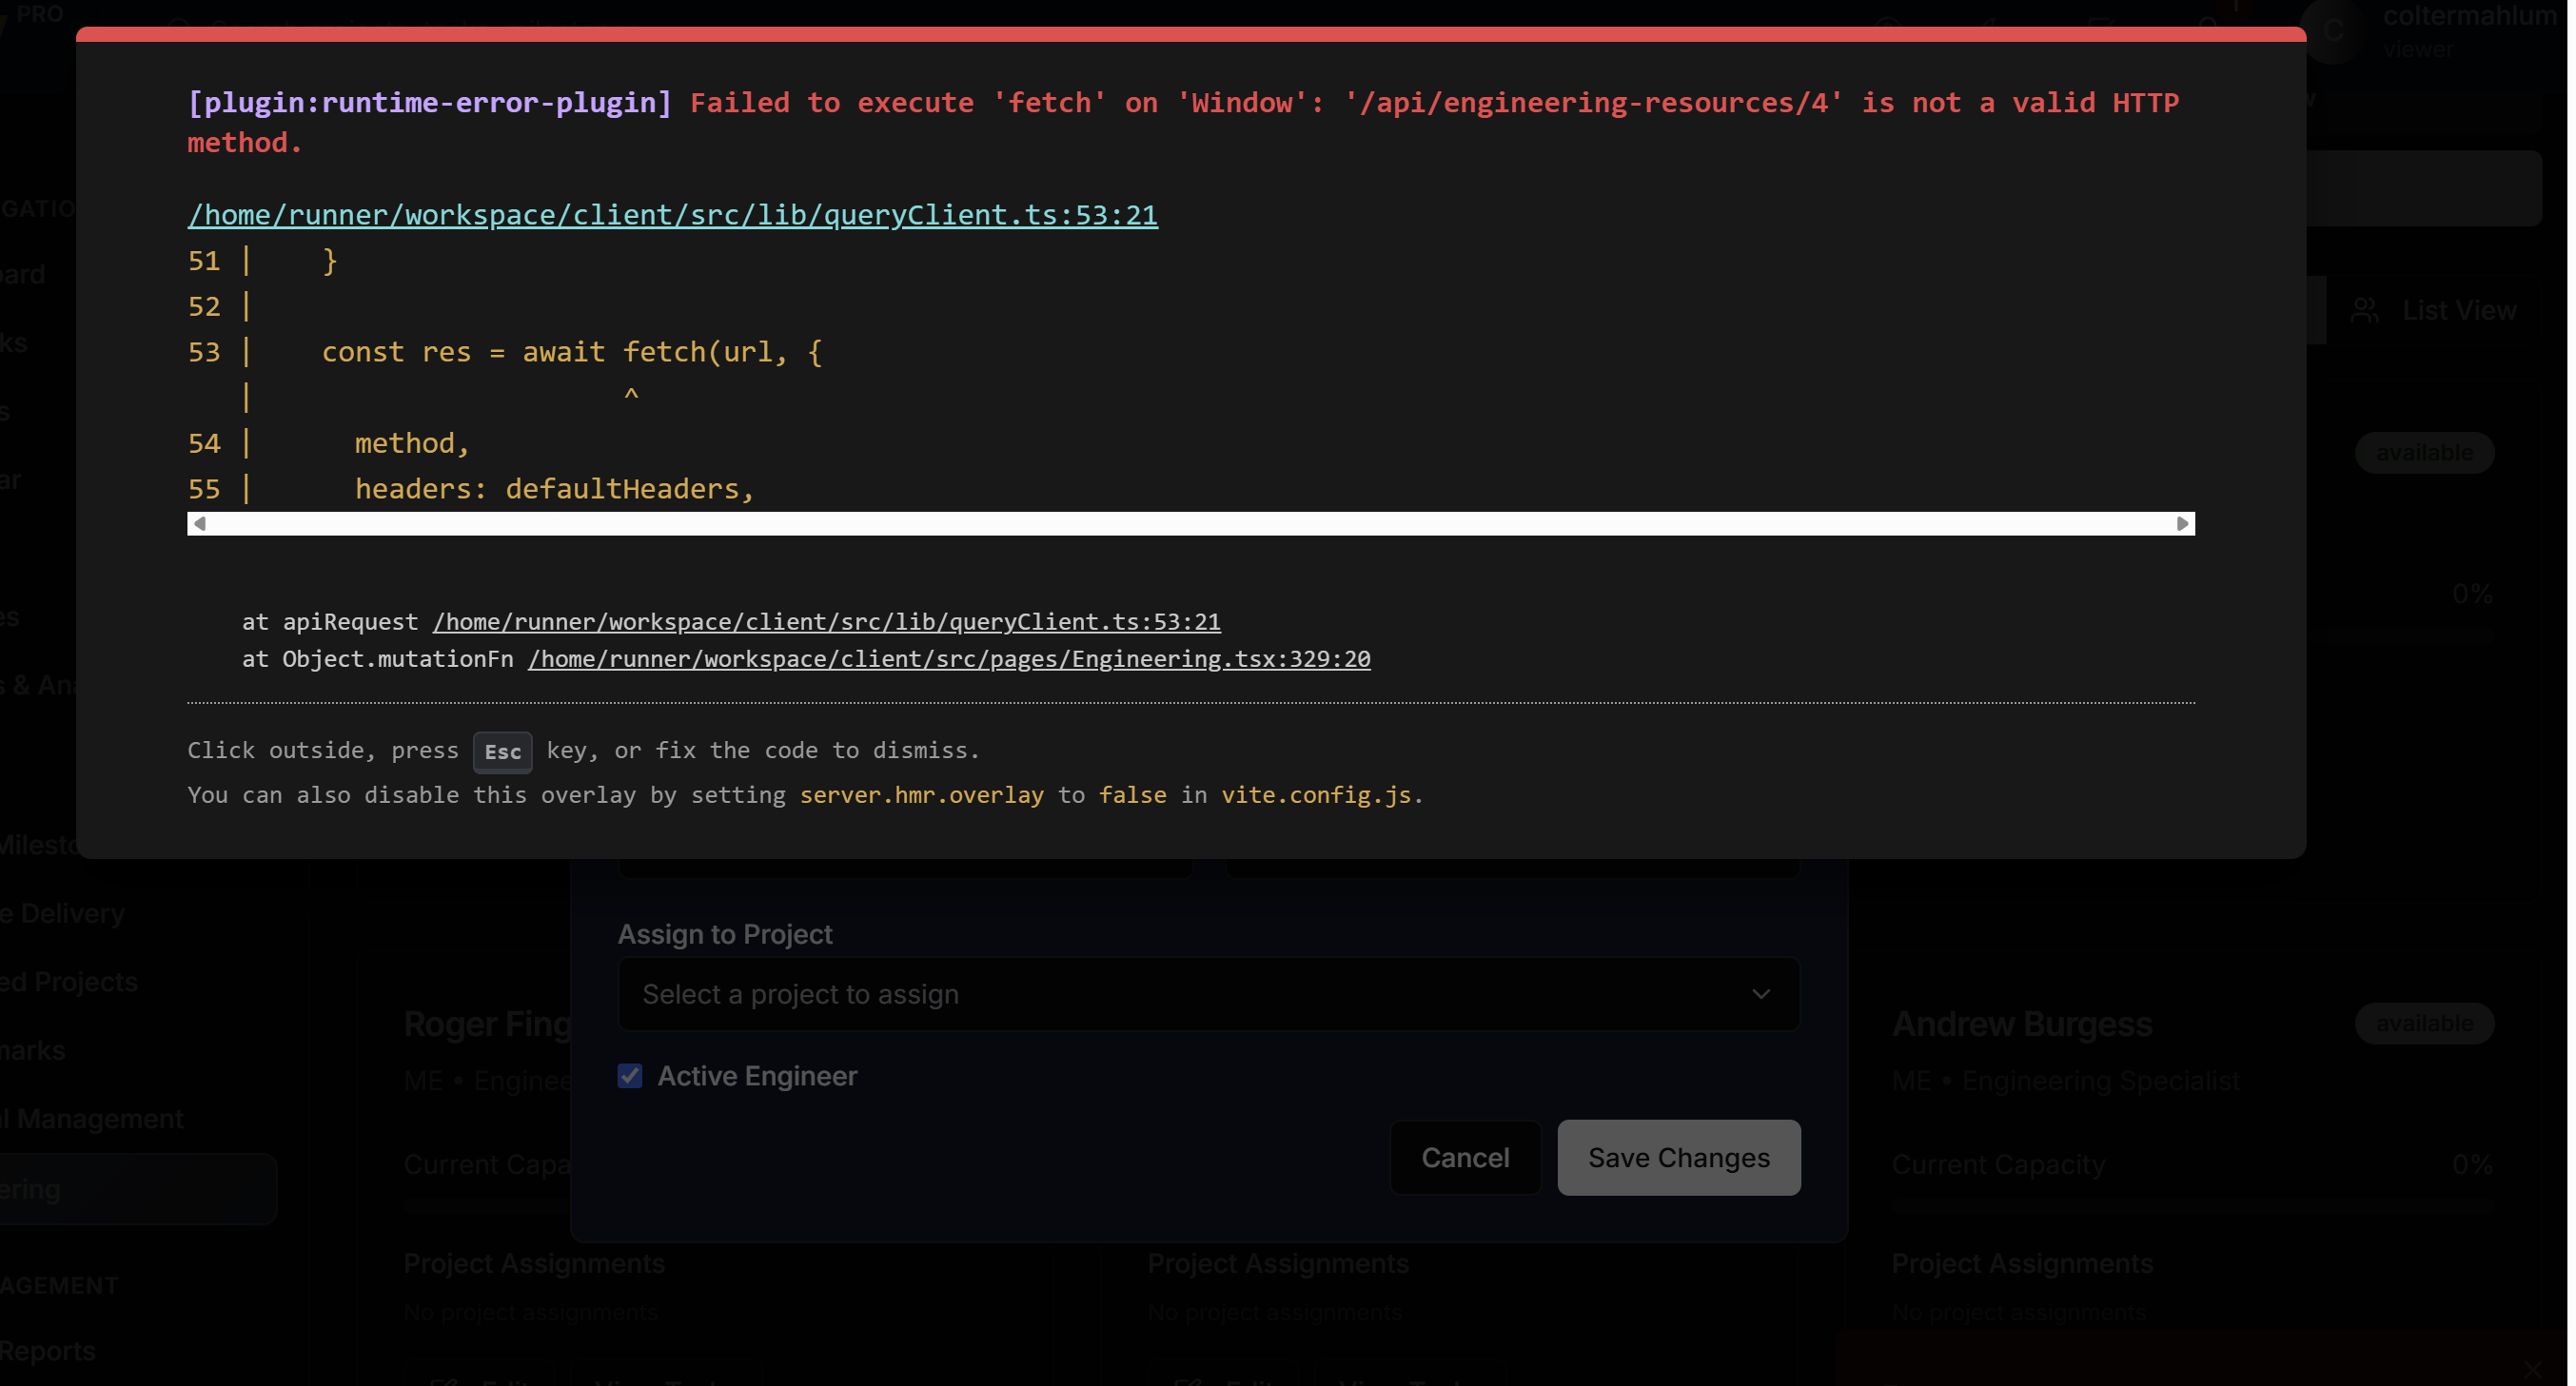 PRO
coltermahlum
C
viewer
[plugin:runtime-error-plugin] Failed to execute 'fetch' on 'Window': '/api/engineering-resources/4' is not a valid HTTP
method.
/home/runner/workspace/client/src/lib/queryClient.ts:53:21
51 | }
52 |
53 | const res = await fetch(url, {
| ^
54 | method,
55 | headers: defaultHeaders,
at apiRequest /home/runner/workspace/client/src/lib/queryClient.ts:53:21
at Object.mutationFn /home/runner/workspace/client/src/pages/Engineering.tsx:329:20
Click outside, press Esc key, or fix the code to dismiss.
You can also disable this overlay by setting server.hmr.overlay to false in vite.config.js.
List View
available
0%
s & Ana
Milesto
e Delivery
ed Projects
marks
l Management
ering
AGEMENT
Reports
Assign to Project
Select a project to assign
Active Engineer
Cancel
Save Changes
Roger Fing
ME • Enginee
Current Capa
Project Assignments
No project assignments
Project Assignments
No project assignments
Andrew Burgess
available
ME • Engineering Specialist
Current Capacity
0%
Project Assignments
No project assignments